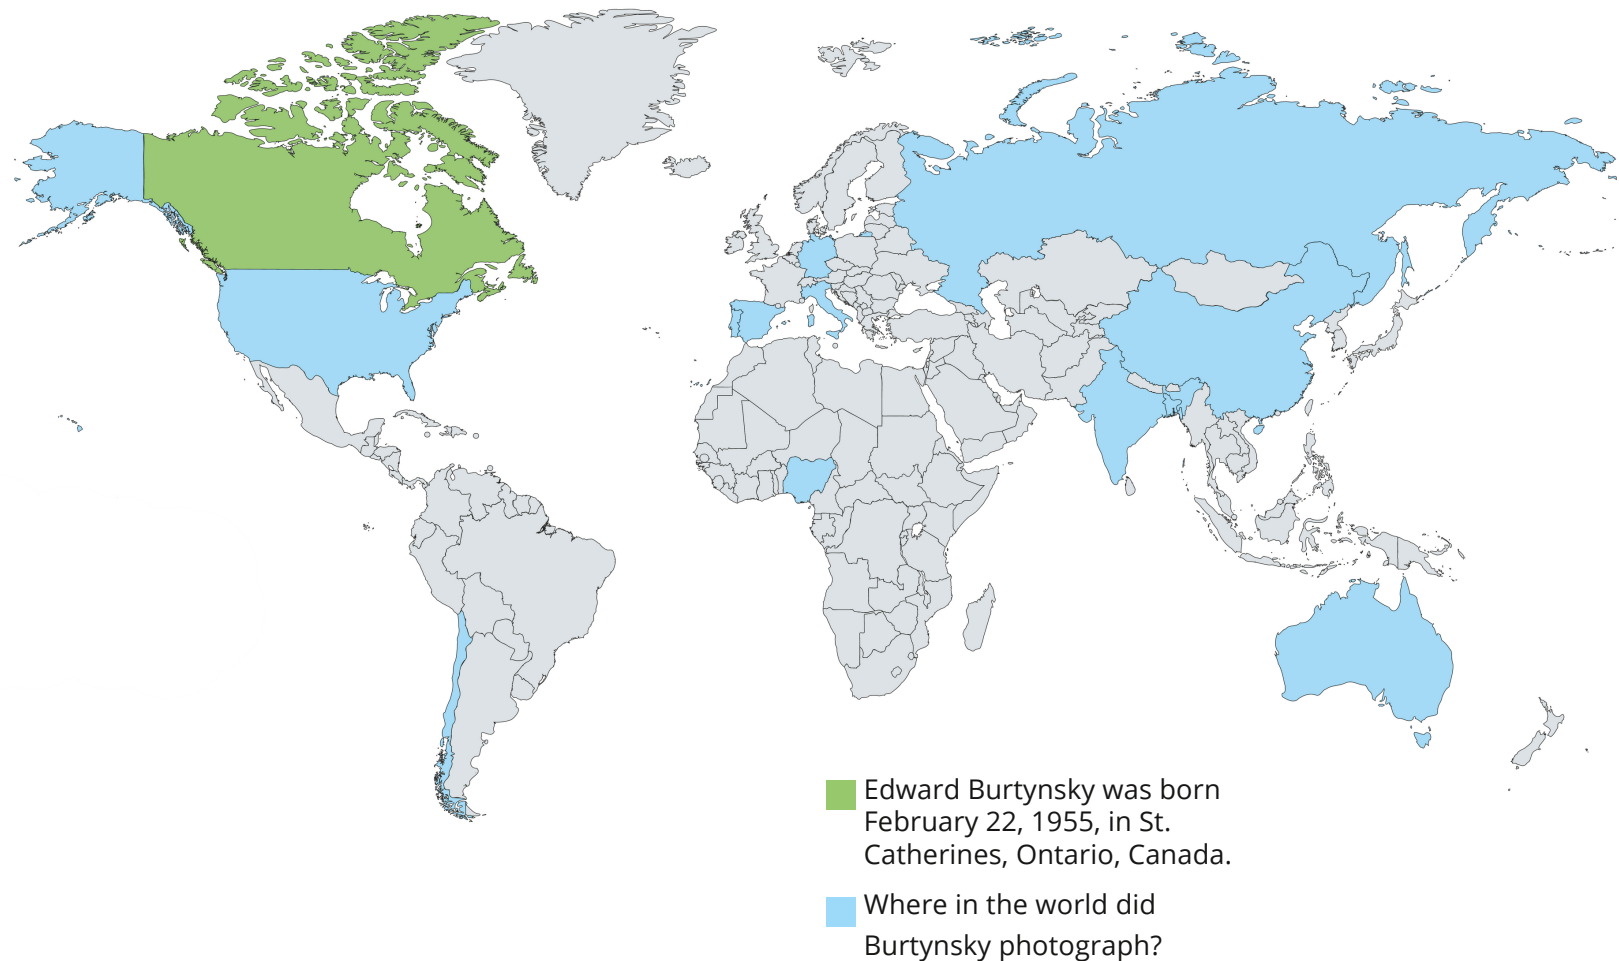 Edward Burtynsky was born
February 22, 1955, in St.
Catherines, Ontario, Canada.
Where in the world did
Burtynsky photograph?